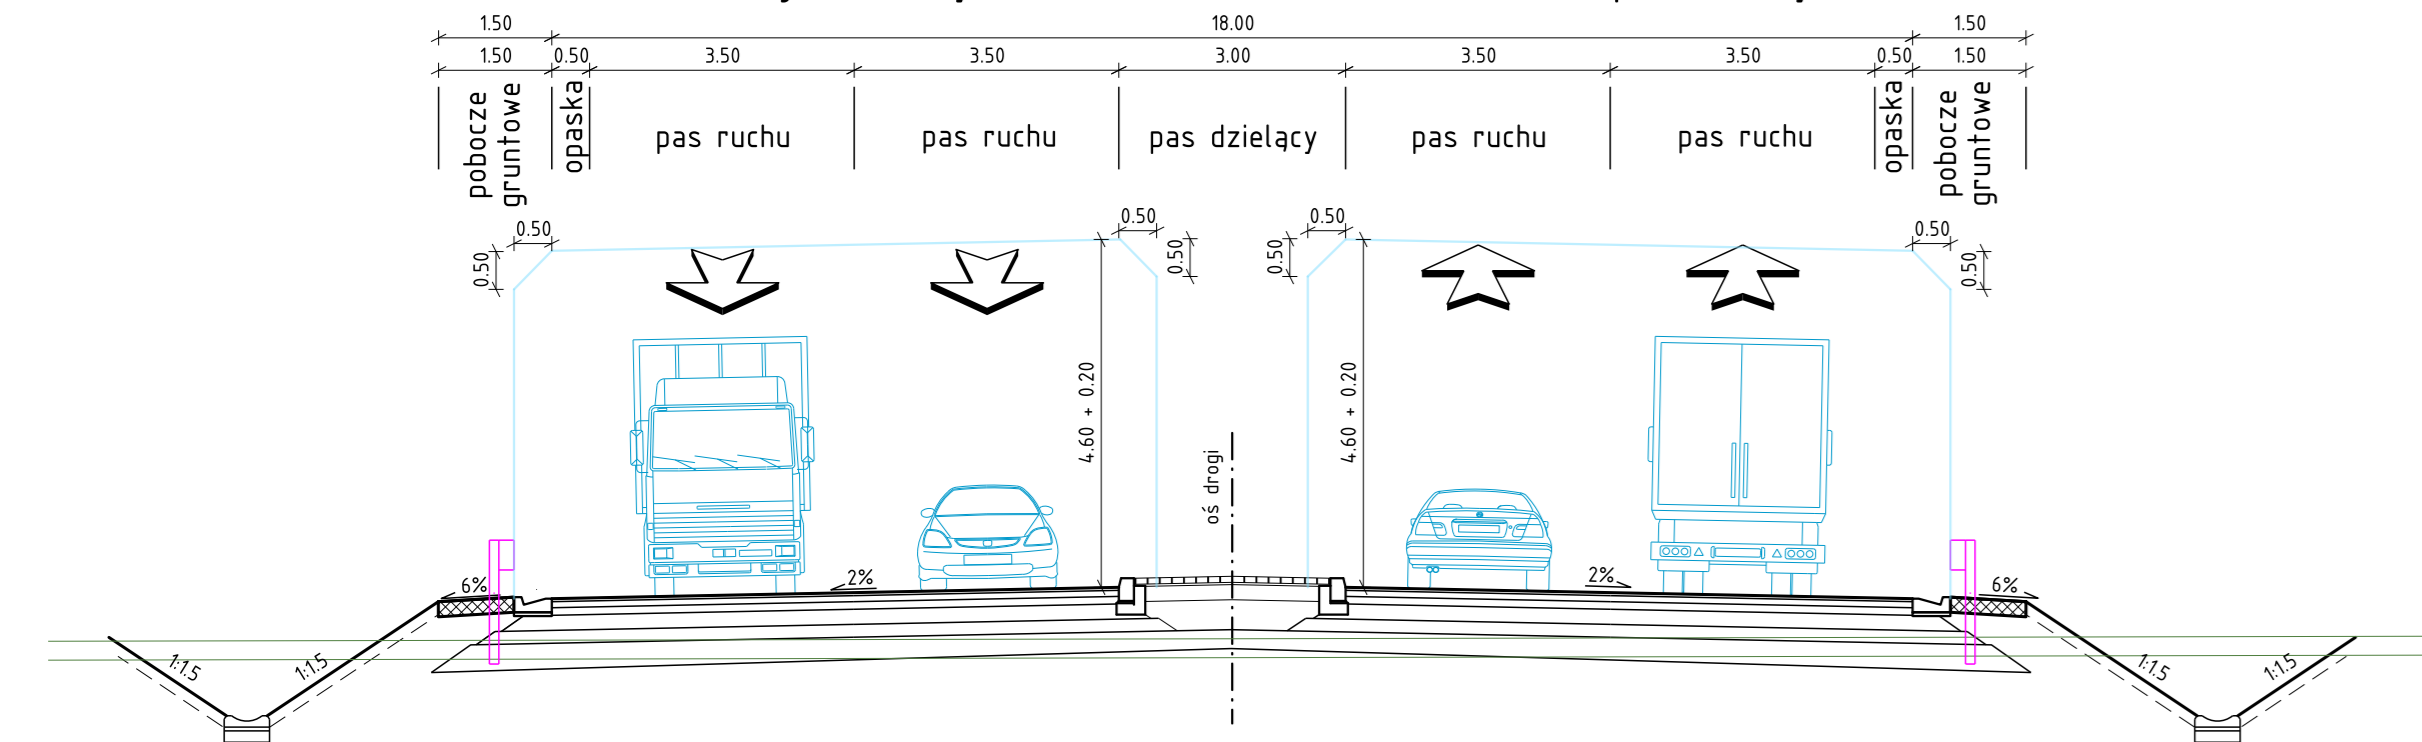 1.50 18.00 1.50
1.50 0.50 3.50 3.50 3.00 3.50 3.50 0.50 1.50
pobocze
gruntowe
opaska
pas ruchu
pas ruchu
pas dzielący
pas ruchu
pas ruchu
opaska
pobocze
gruntowe
0.50
0.50
0.50
0.50
0.50
0.50
0.50
0.50
4.60 + 0.20
4.60 + 0.20
oś drogi
6%
2%
2%
6%
1:1.5
1:1.5
1:1.5
1:1.5